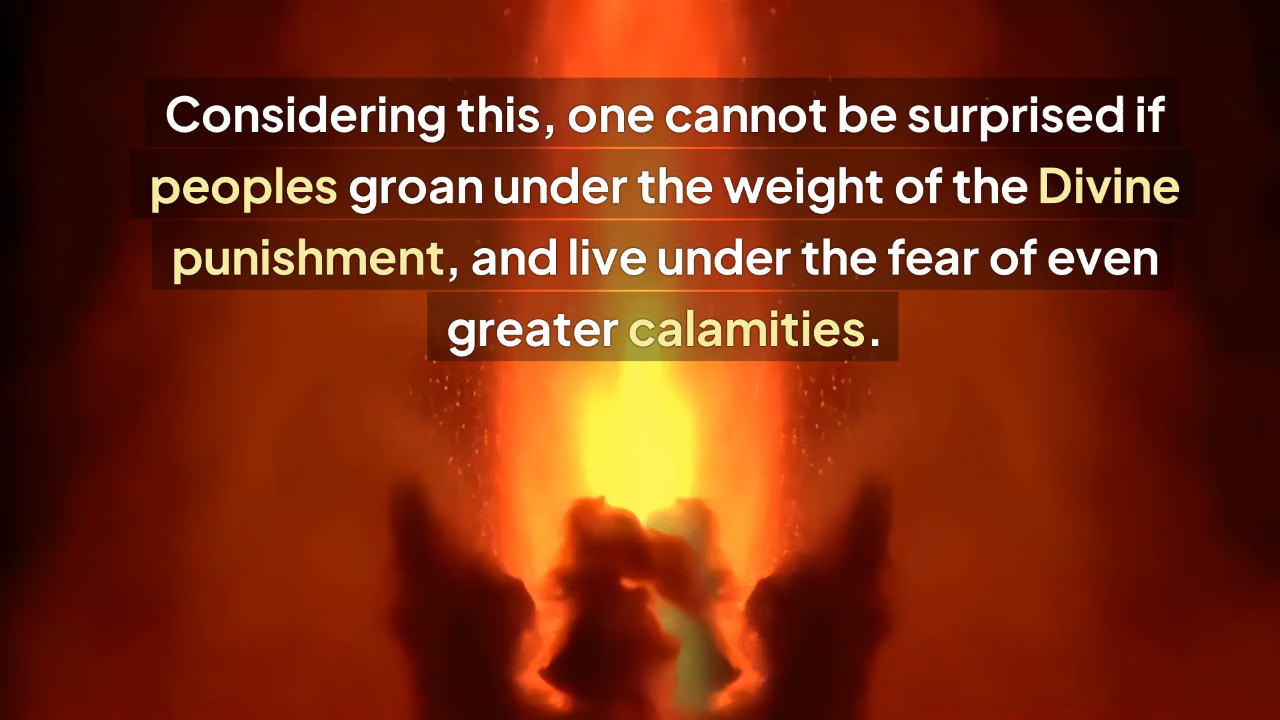 Considering this, one cannot be surprised if
peoples groan under the weight of the Divine
punishment, and live under the fear of even
greater calamities.